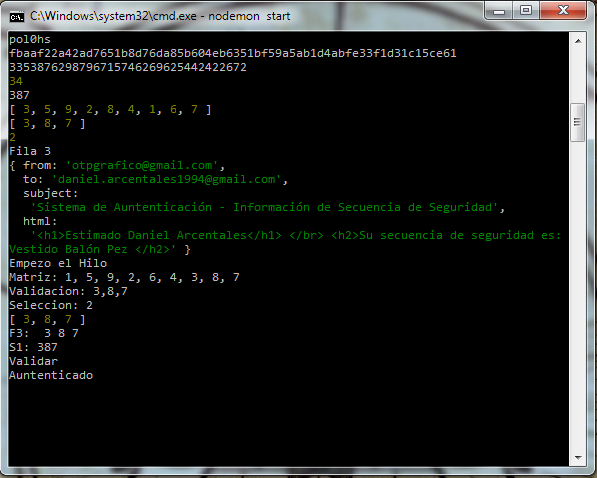 C:\Windows\system32\cmd.exe - nodemon start
pol0hs
fbaaf22a42ad7651b8d76da85b604eb6351bf59a5ab1d4abfe33f1d31c15ce61
33538762987967157462696254424226​72
34
387
[ 3, 5, 9, 2, 8, 4, 1, 6, 7 ]
[ 3, 8, 7 ]
2
Fila 3
{ from: 'otpgrafico@gmail.com',
to: 'daniel.arcentales1994@gmail.com',
subject:
'Sistema de Auntenticación - Información de Secuencia de Seguridad',
html:
'<h1>Estimado Daniel Arcentales</h1> </br> <h2>Su secuencia de seguridad es:
Vestido Balón Pez </h2>' }
Empezo el Hilo
Matriz: 1, 5, 9, 2, 6, 4, 3, 8, 7
Validacion: 3,8,7
Seleccion: 2
[ 3, 8, 7 ]
F3:  3 8 7
S1: 387
Validar
Auntenticado